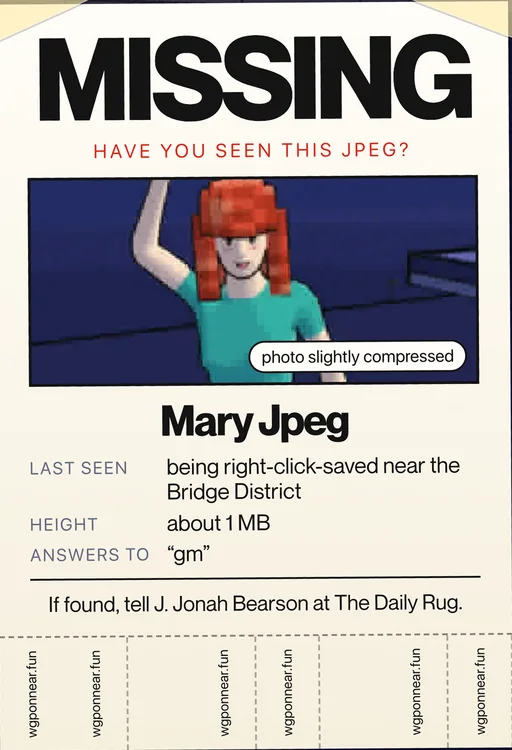 MISSING
HAVE YOU SEEN THIS JPEG?
photo slightly compressed
Mary Jpeg
LAST SEEN being right-click-saved near the
Bridge District
HEIGHT about 1 MB
ANSWERS TO “gm”
If found, tell J. Jonah Bearson at The Daily Rug.
wgponnear.fun
wgponnear.fun
wgponnear.fun
wgponnear.fun
wgponnear.fun
wgponnear.fun